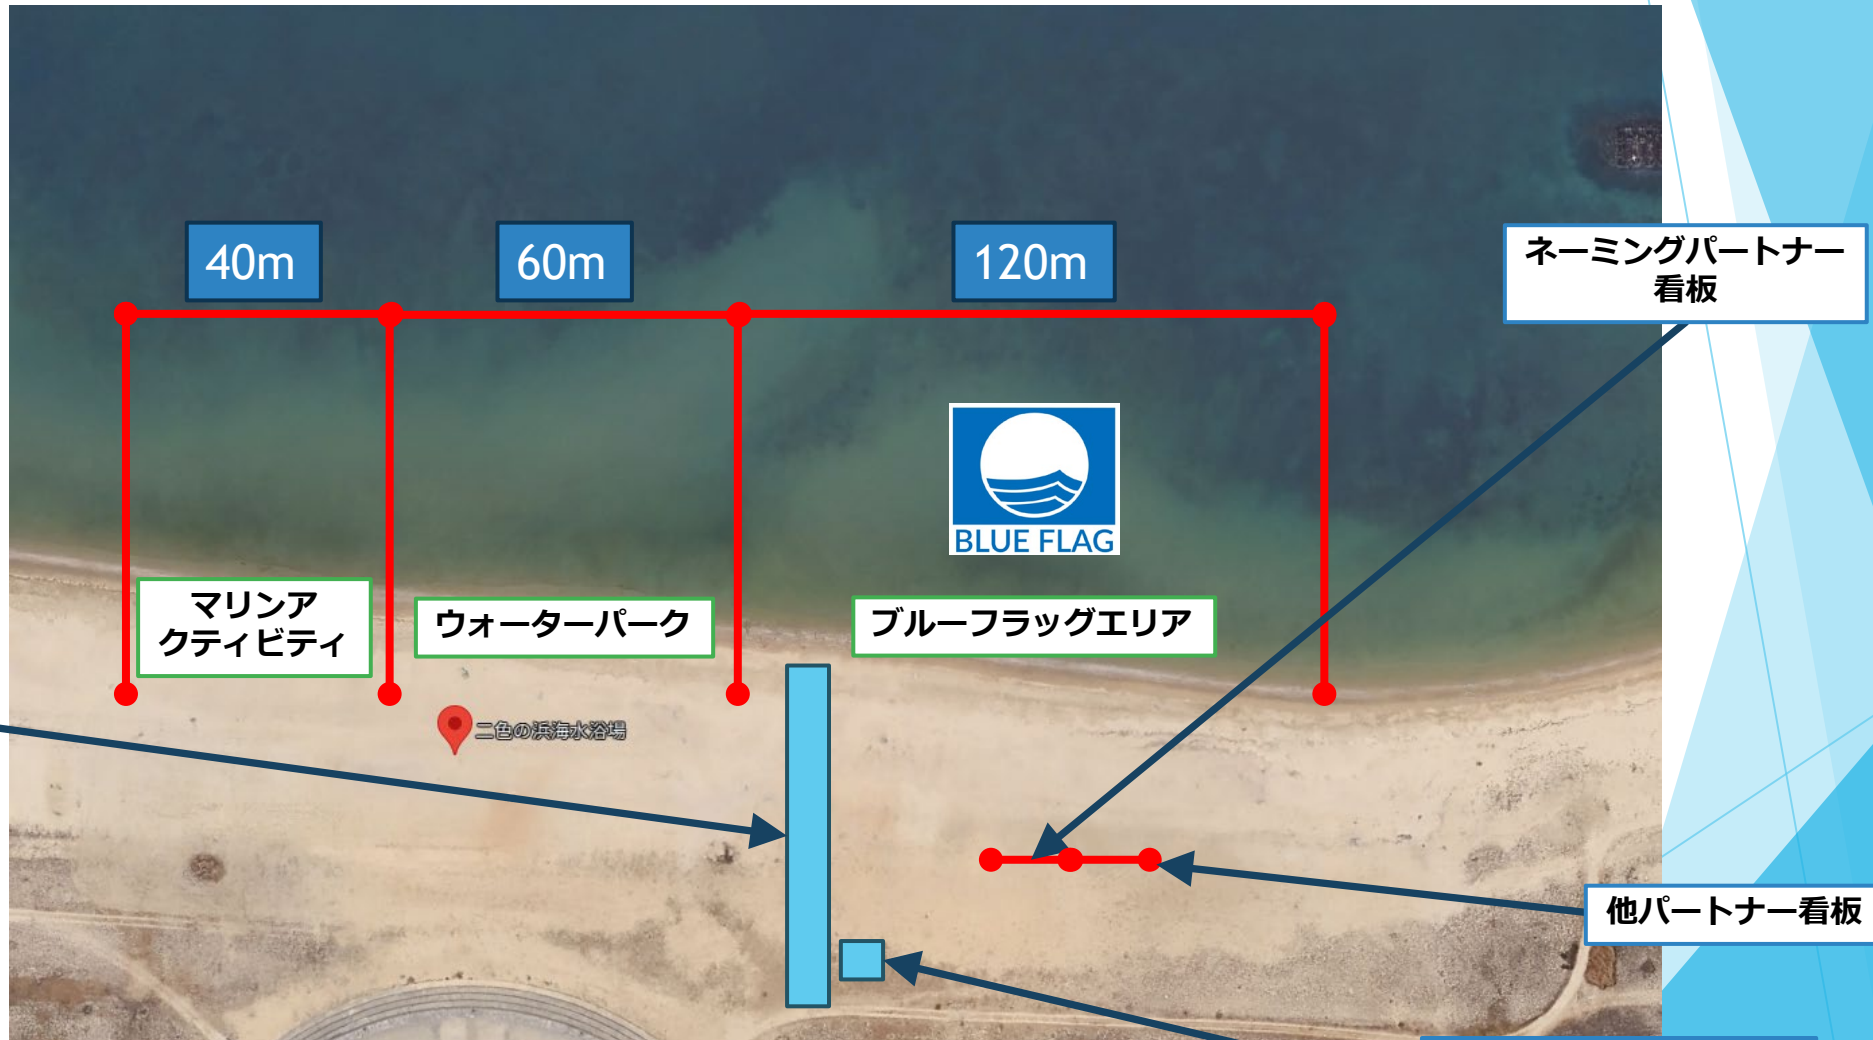 40m
60m
120m
ネーミングパートナー
看板
BLUE FLAG
マリンア
クティビティ
ウォーターパーク
ブルーフラッグエリア
二色の浜海水浴場
他パートナー看板